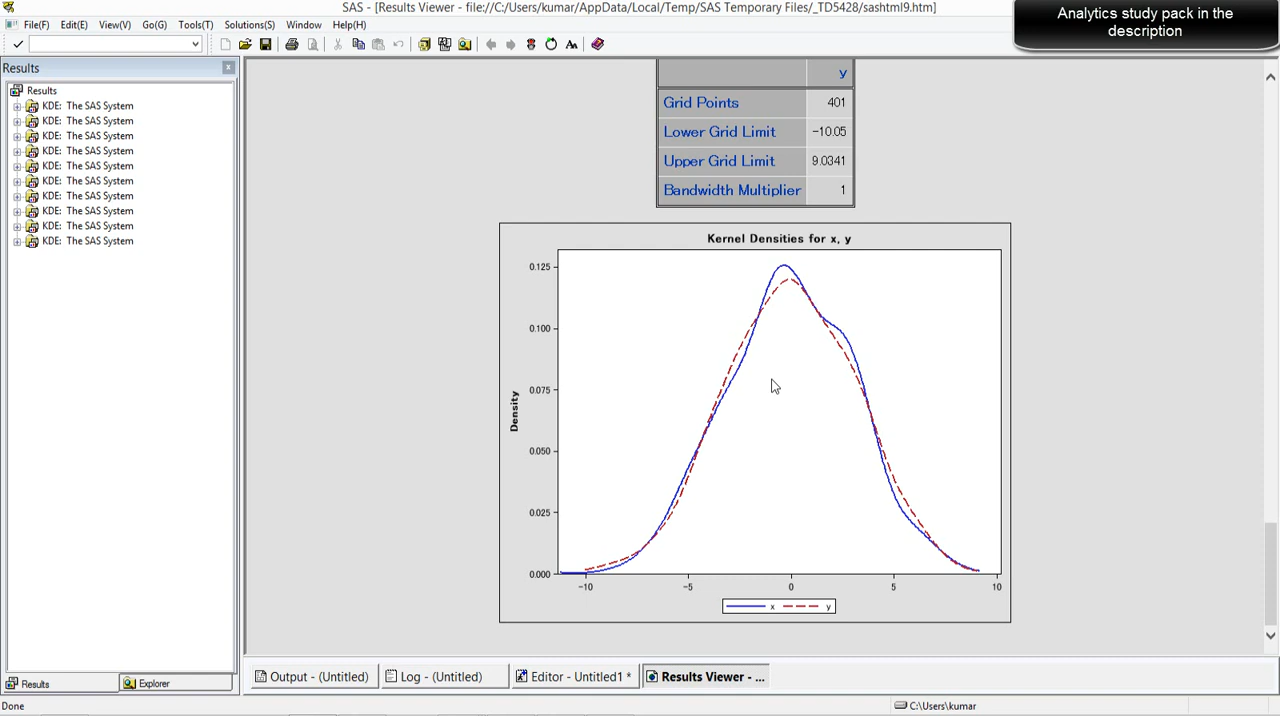 SAS - [Results Viewer - file://C:/Users/kumar/AppData/Local/Temp/SAS Temporary Files/_TD5428/sashtml9.htm]
Analytics study pack in the
description
File(F) Edit(E) View(V) Go(G) Tools(T) Solutions(S) Window Help(H)
Results
Results
KDE: The SAS System
KDE: The SAS System
KDE: The SAS System
KDE: The SAS System
KDE: The SAS System
KDE: The SAS System
KDE: The SAS System
KDE: The SAS System
KDE: The SAS System
KDE: The SAS System
y
Grid Points 401
Lower Grid Limit -10.05
Upper Grid Limit 9.0341
Bandwidth Multiplier 1
Kernel Densities for x, y
0.125
0.100
0.075
0.050
0.025
0.000
Density
-10 -5 0 5 10
x y
Results Explorer
Output - (Untitled) Log - (Untitled) Editor - Untitled1 * Results Viewer - ...
Done C:\Users\kumar